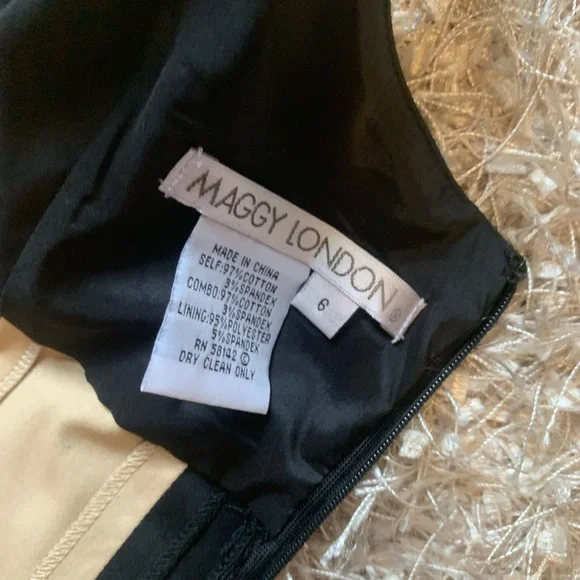 MAGGY LONDON®
6
MADE IN CHINA
SELF:97%COTTON
3%SPANDEX
COMBO:97%COTTON
3%SPANDEX
LINING:95%POLYESTER
5%SPANDEX
RN 58142 ©
DRY CLEAN ONLY